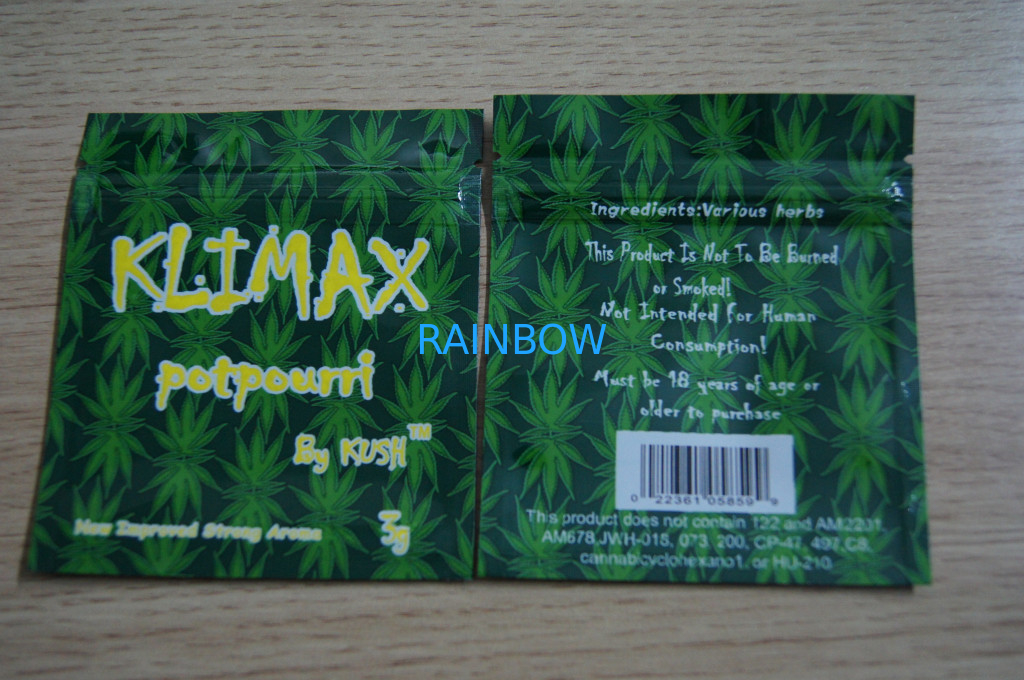 KLIMAX
potpourri
By KUSH™
New Improved Strong Aroma
3g
RAINBOW
Ingredients:Various herbs
This Product Is Not To Be Burned
or Smoked!
Not Intended For Human
Consumption!
Must be 18 years of age or
older to purchase
0 22361 05859 9
This product does not contain 122 and AM2201,
AM678,JWH-018, 073, 200, CP-47, 497,C8,
cannabicyclohexano1, or HU-210